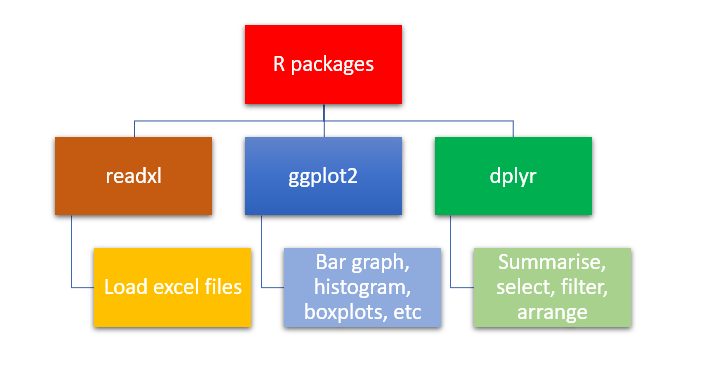 R packages
readxl
ggplot2
dplyr
Load excel files
Bar graph,
histogram,
boxplots, etc
Summarise,
select, filter,
arrange